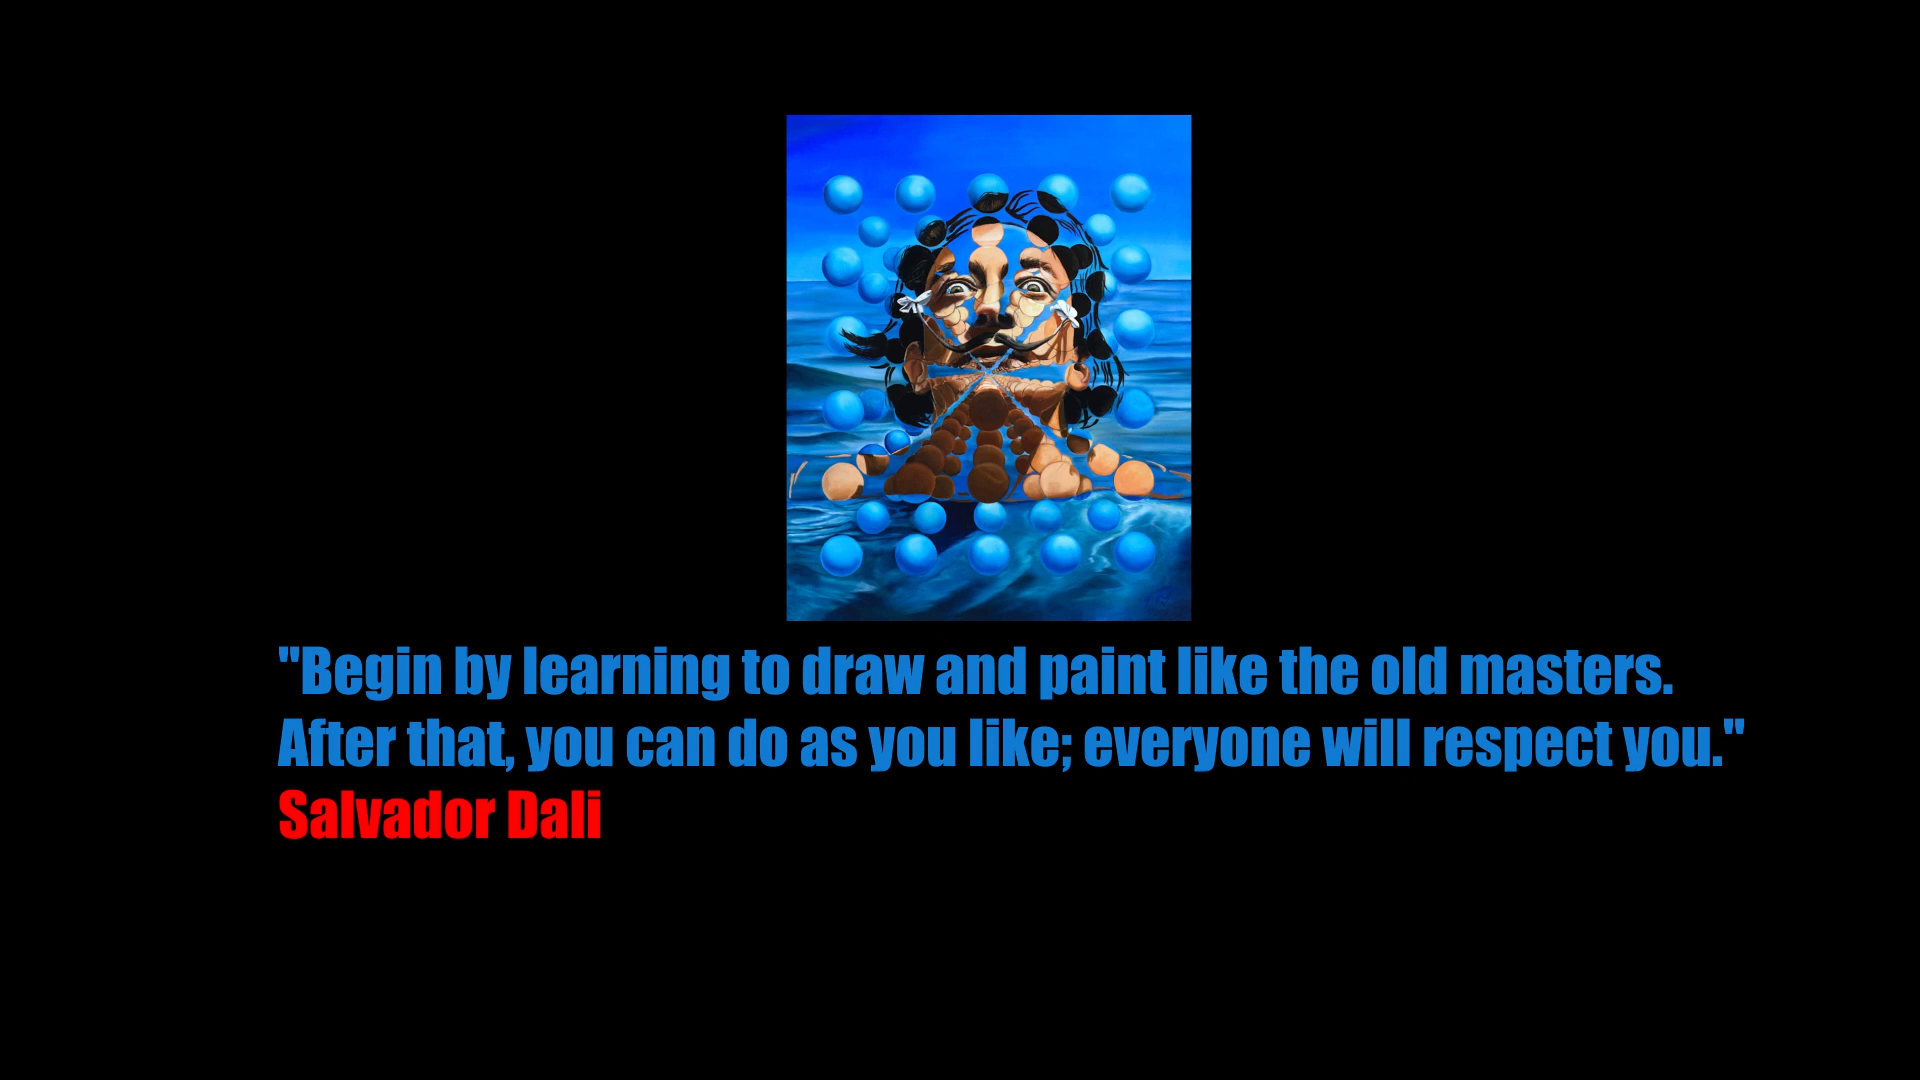 "Begin by learning to draw and paint like the old masters.
After that, you can do as you like; everyone will respect you."
Salvador Dali